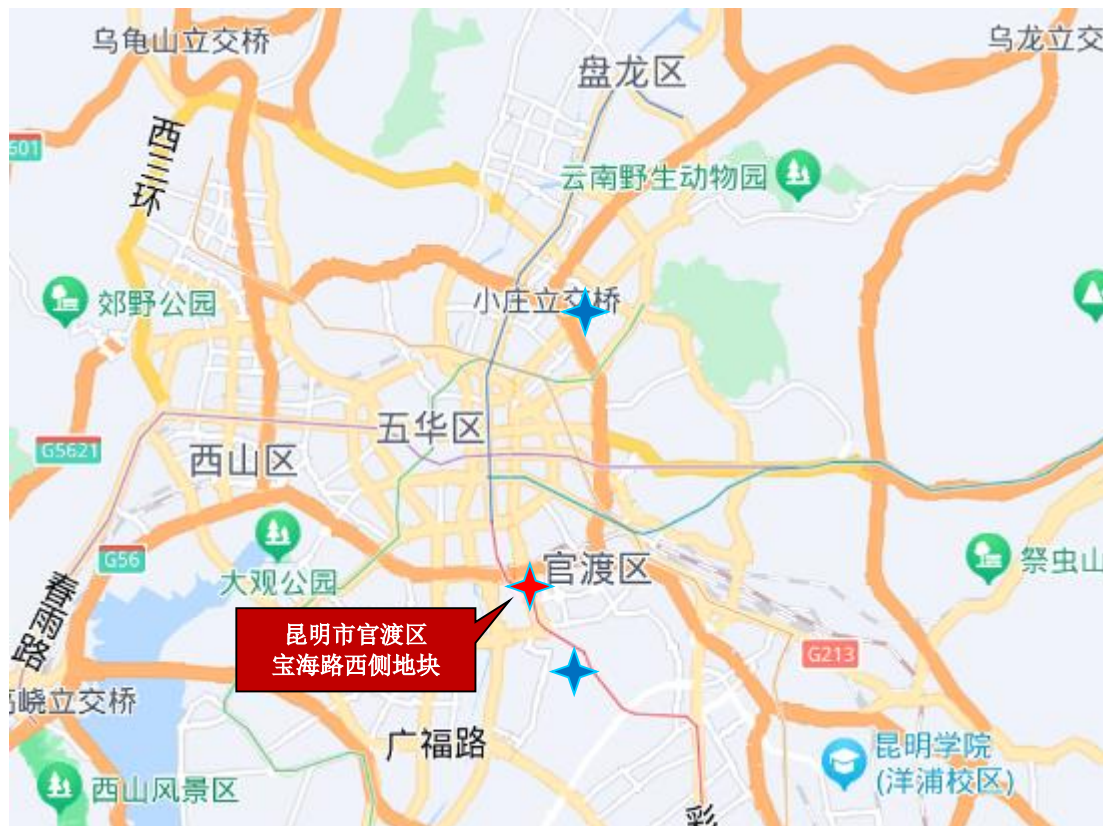 乌龟山立交桥
乌龙立交
盘龙区
601
西三环
云南野生动物园
郊野公园
小庄立交桥
五华区
G5621
西山区
G56
大观公园
官渡区
祭虫山
春雨路
昆明市官渡区
宝海路西侧地块
G213
高峣立交桥
广福路
昆明学院
(洋浦校区)
西山风景区
彩